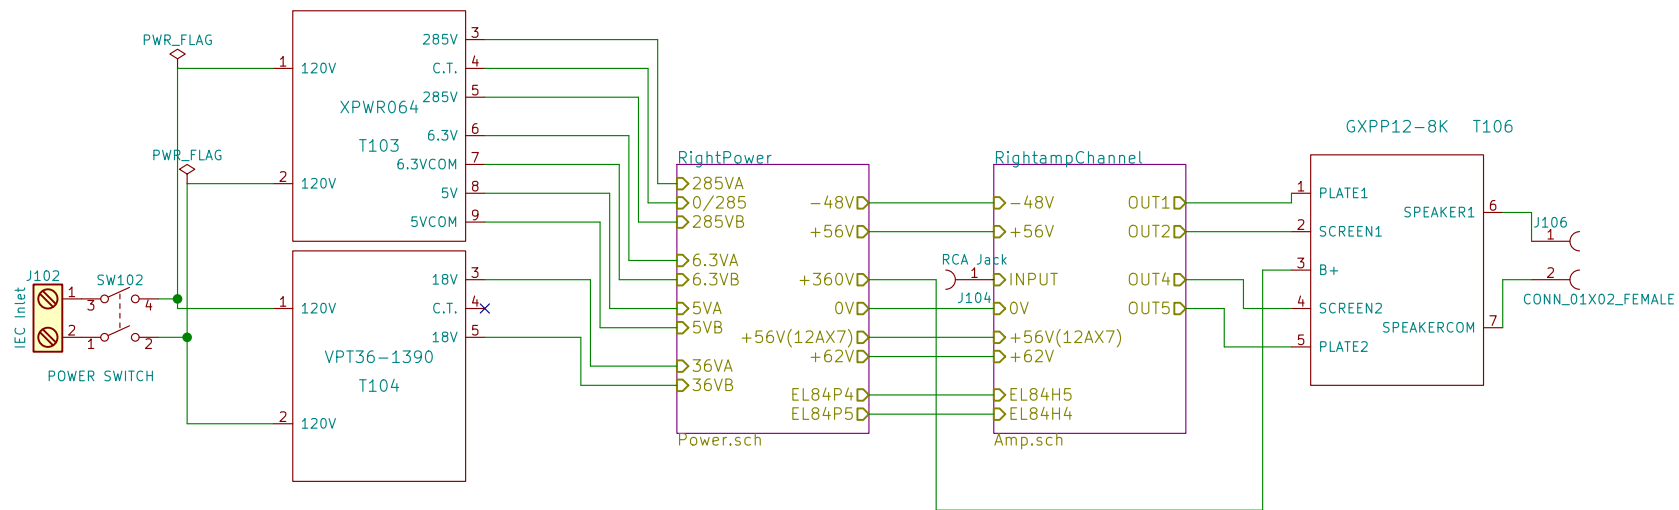 PWR_FLAG
1
120V
XPWR064
T103
PWR_FLAG
2
120V
285V
3
C.T.
4
285V
5
6.3V
6
6.3VCOM
7
5V
8
5VCOM
9
J102
IEC Inlet
1
2
SW102
3
4
1
2
POWER SWITCH
1
120V
VPT36-1390
T104
2
120V
18V
3
C.T.
4
18V
5
RightPower
285VA
0/285
285VB
6.3VA
6.3VB
5VA
5VB
36VA
36VB
-48V
+56V
+360V
0V
+56V(12AX7)
+62V
EL84P4
EL84P5
Power.sch
RCA Jack
1
J104
RightampChannel
-48V
+56V
INPUT
0V
+56V(12AX7)
+62V
EL84H5
EL84H4
OUT1
OUT2
OUT4
OUT5
Amp.sch
GXPP12-8K T106
1
PLATE1
2
SCREEN1
3
B+
4
SCREEN2
5
PLATE2
SPEAKER1
6
SPEAKERCOM
7
J106
1
2
CONN_01X02_FEMALE